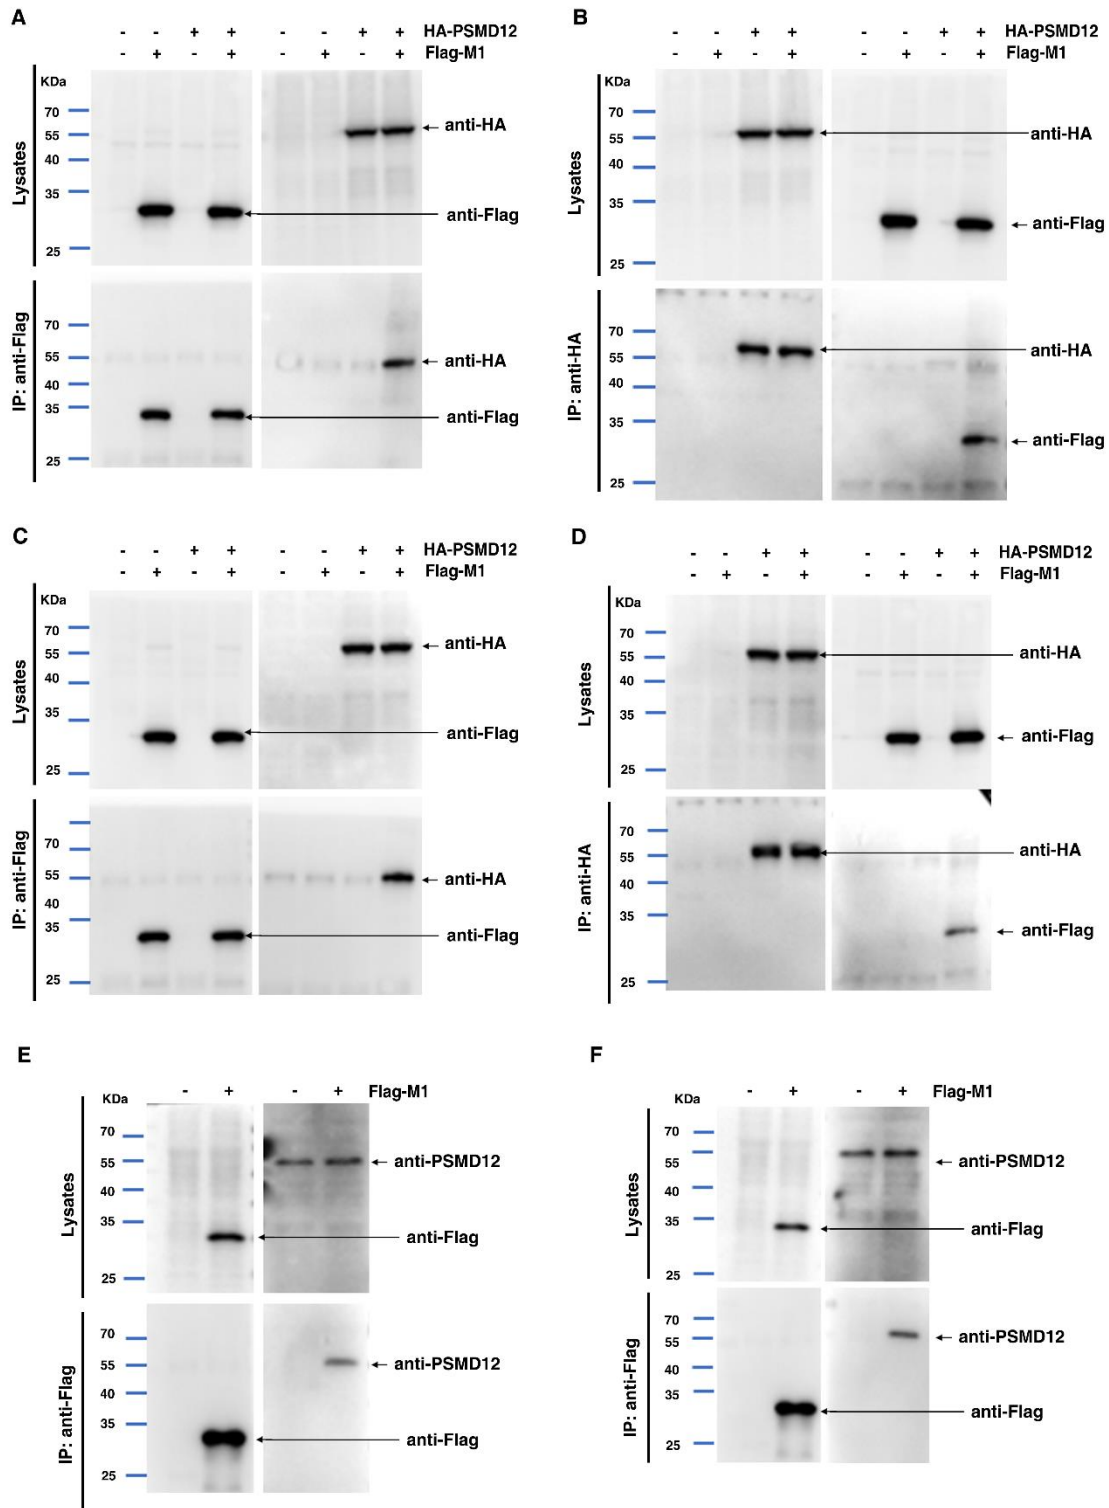 A
- - + + - - + + HA-PSMD12
- + - + - + - + Flag-M1
KDa
70
55
40
35
25
Lysates
anti-HA
anti-Flag
70
55
40
35
25
IP: anti-Flag
anti-HA
anti-Flag
B
- - + + - - + + HA-PSMD12
- + - + - + - + Flag-M1
KDa
70
55
40
35
25
Lysates
anti-HA
anti-Flag
70
55
40
35
25
IP: anti-HA
anti-HA
anti-Flag
C
- - + + - - + + HA-PSMD12
- + - + - + - + Flag-M1
KDa
70
55
40
35
25
Lysates
anti-HA
anti-Flag
70
55
40
35
25
IP: anti-Flag
anti-HA
anti-Flag
D
- - + + - - + + HA-PSMD12
- + - + - + - + Flag-M1
KDa
70
55
40
35
25
Lysates
anti-HA
anti-Flag
70
55
40
35
25
IP: anti-HA
anti-HA
anti-Flag
E
- + - + Flag-M1
KDa
70
55
40
35
25
Lysates
anti-PSMD12
anti-Flag
70
55
40
35
25
IP: anti-Flag
anti-PSMD12
anti-Flag
F
- + - + Flag-M1
KDa
70
55
40
35
25
Lysates
anti-PSMD12
anti-Flag
70
55
40
35
25
IP: anti-Flag
anti-PSMD12
anti-Flag